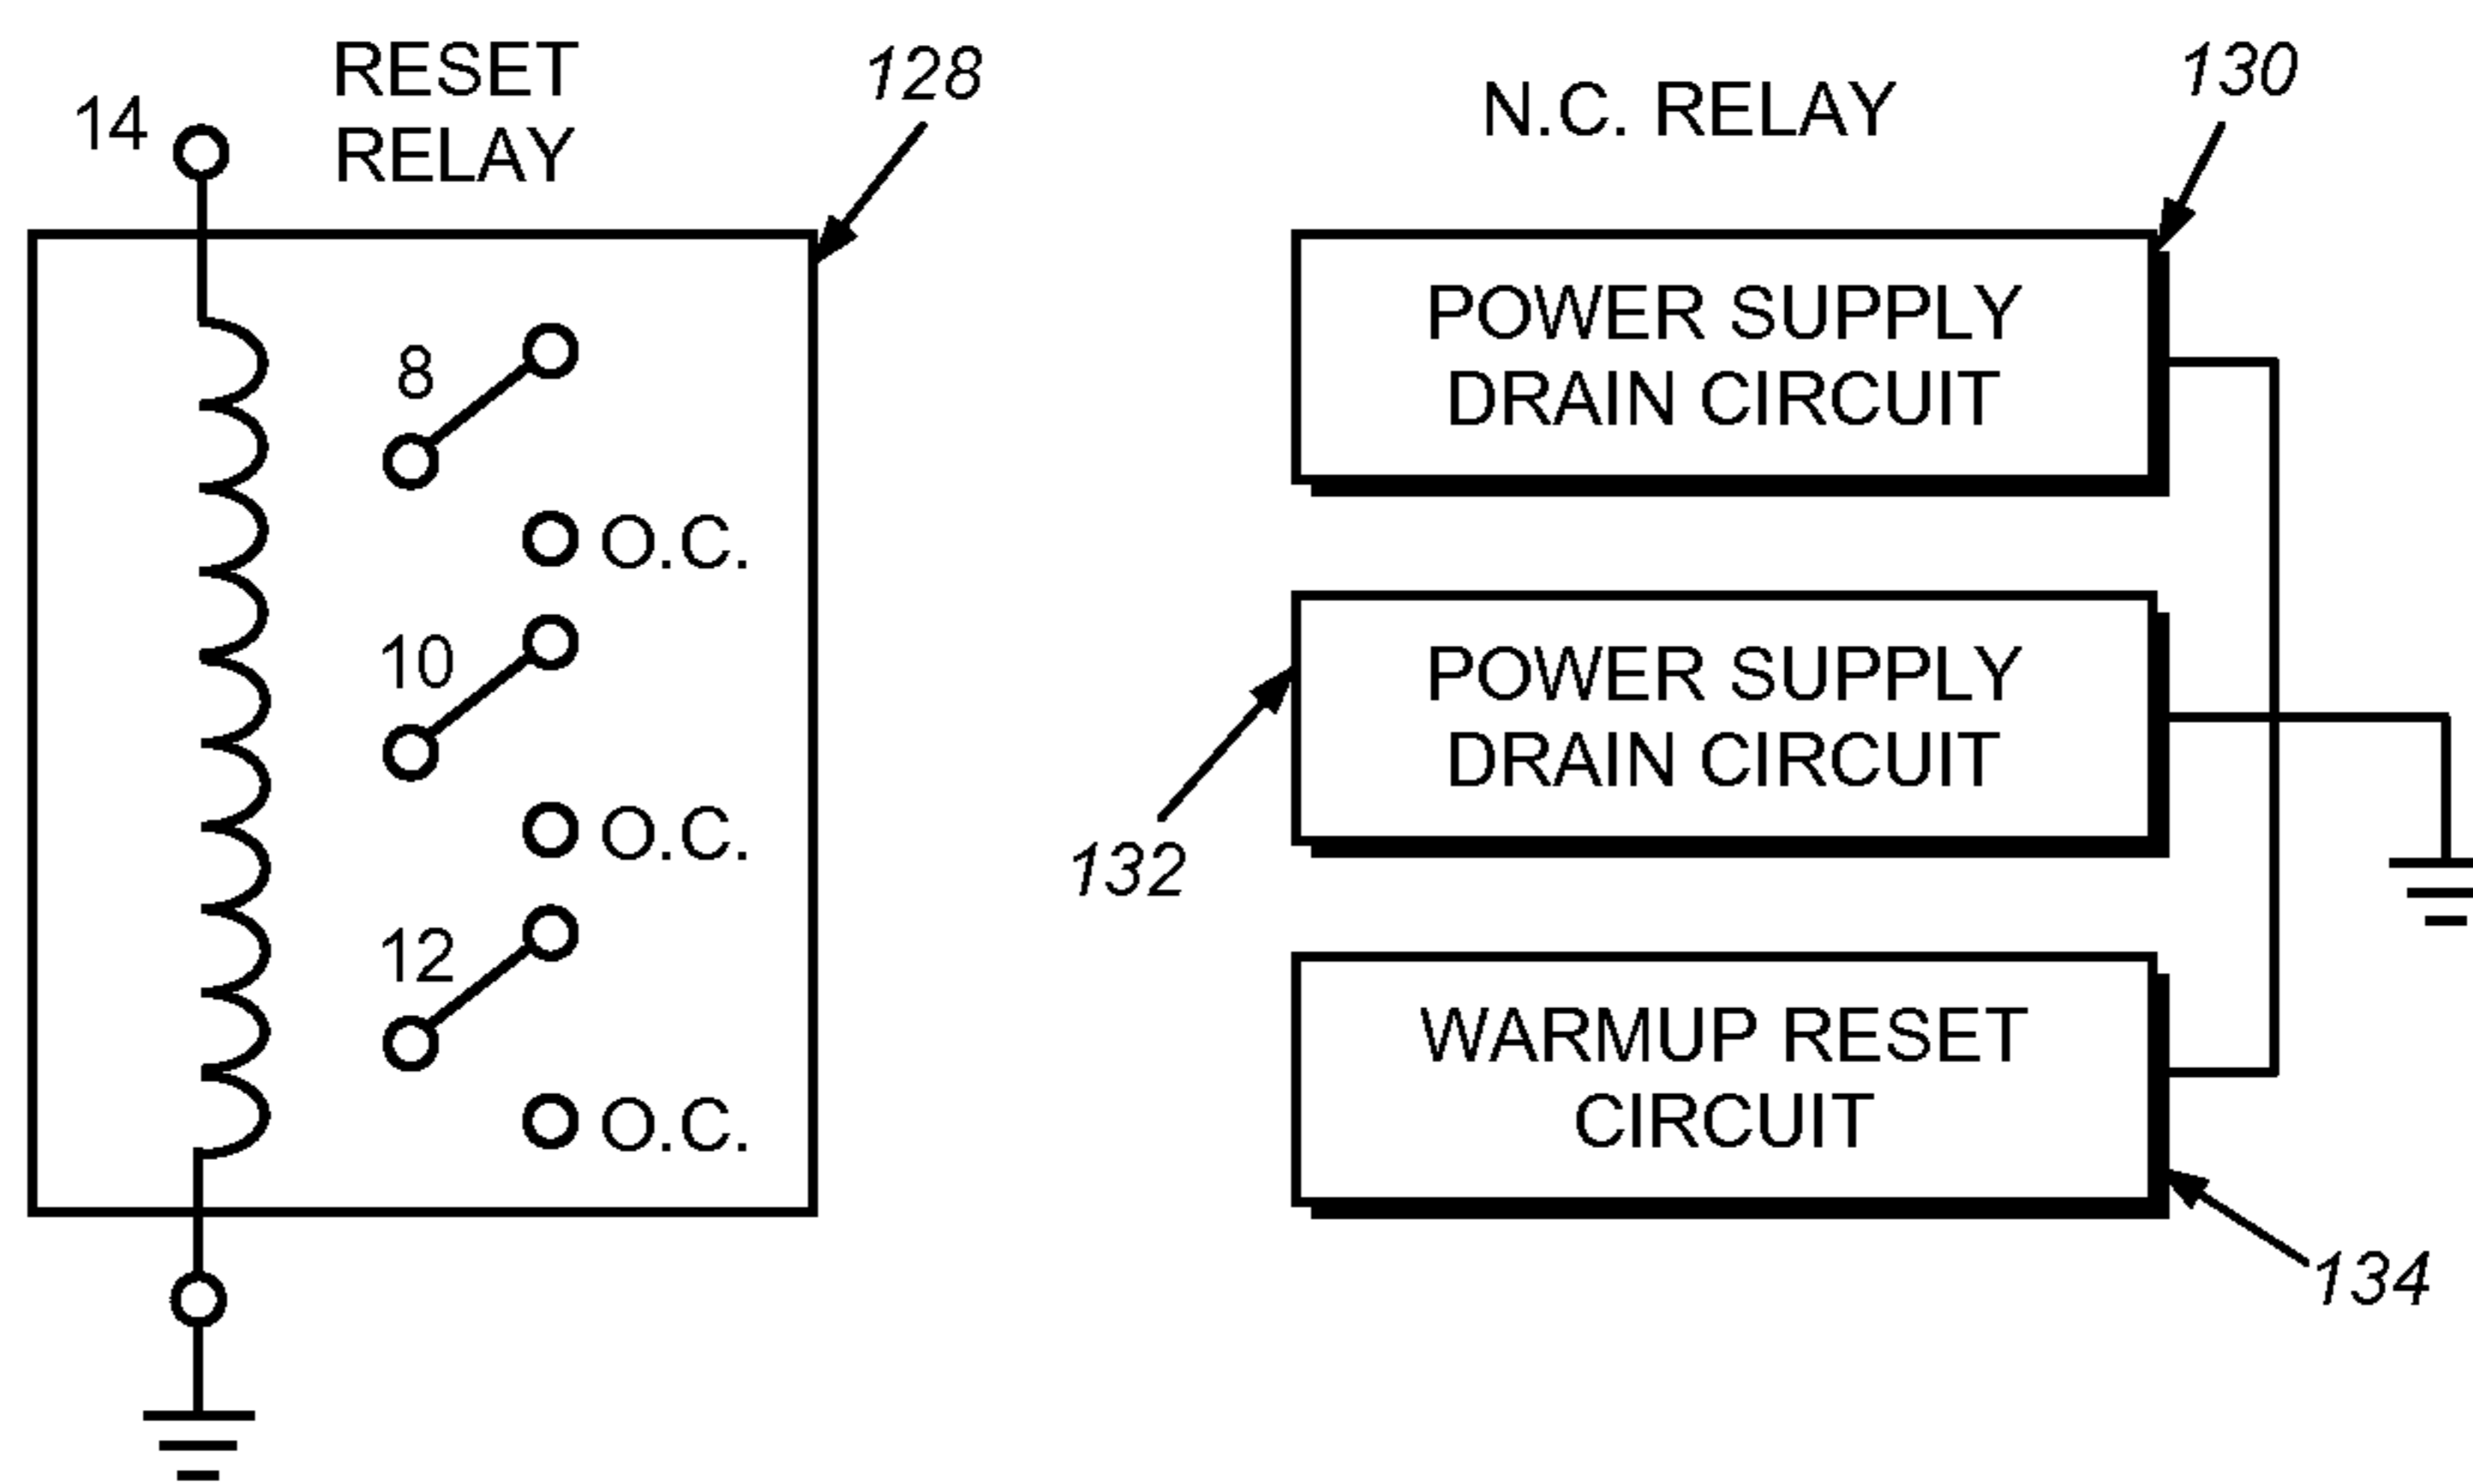 RESET
RELAY
14
128
8
O.C.
10
O.C.
12
O.C.
N.C. RELAY
130
POWER SUPPLY
DRAIN CIRCUIT
POWER SUPPLY
DRAIN CIRCUIT
132
WARMUP RESET
CIRCUIT
134